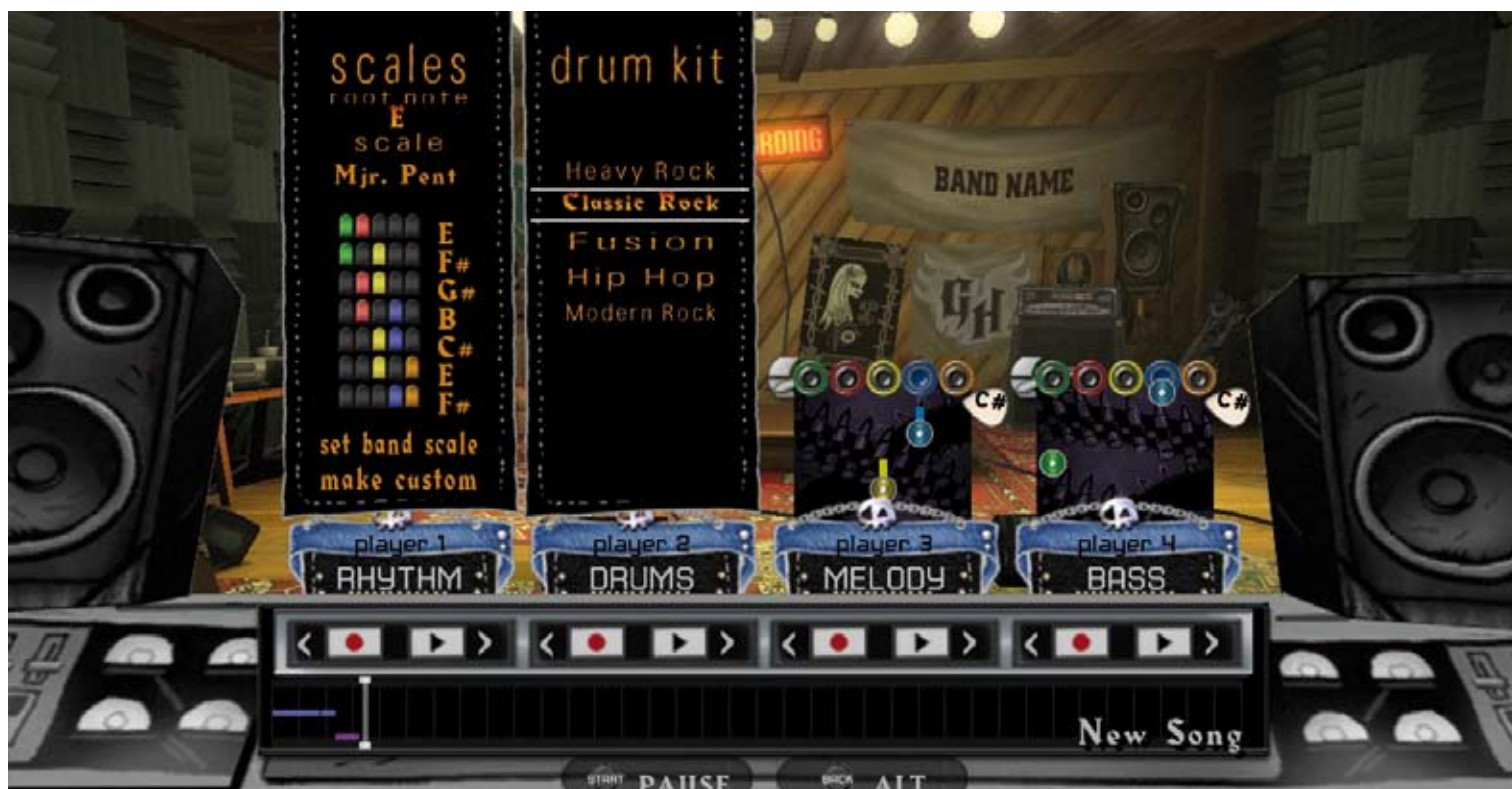 scales
root note
E
scale
Mjr. Pent
E
F#
G#
B
C#
E
F#
set band scale
make custom
drum kit
Heavy Rock
Classic Rock
Fusion
Hip Hop
Modern Rock
RDING
BAND NAME
GH
C#
C#
player 1
RHYTHM
player 2
DRUMS
player 3
MELODY
player 4
BASS
New Song
START PAUSE
BACK ALT